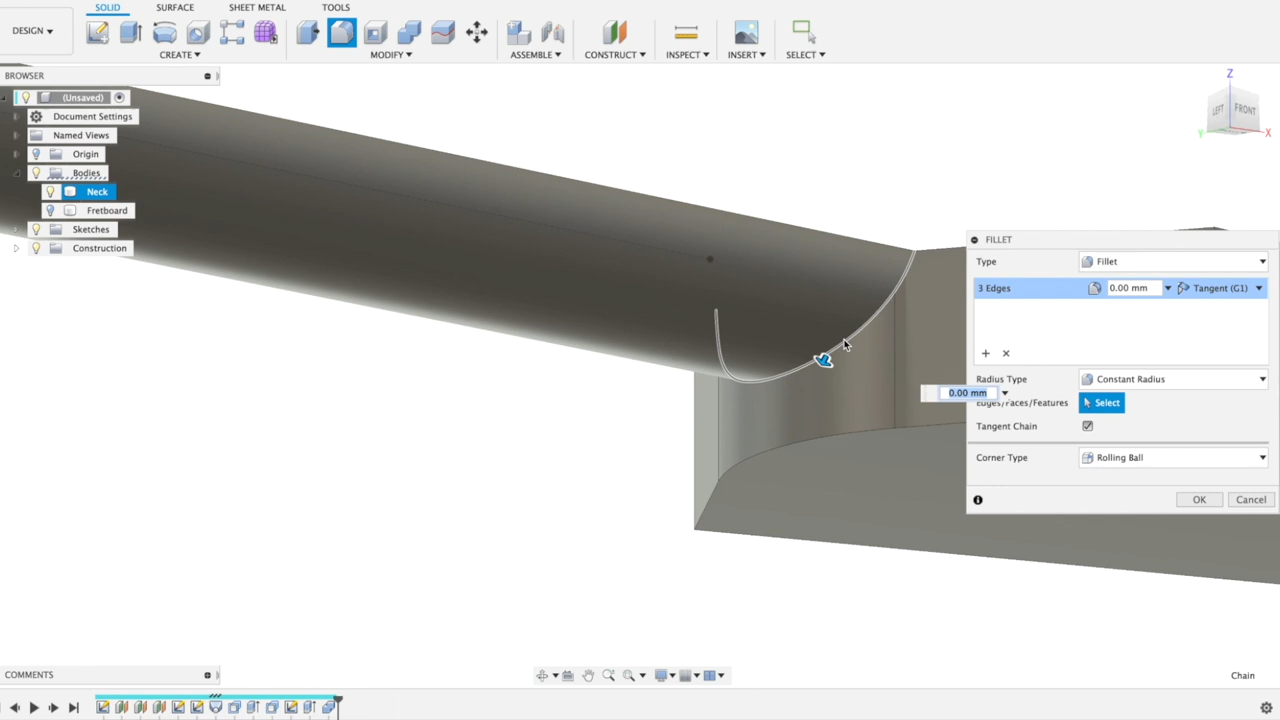 SOLID SURFACE SHEET METAL TOOLS
DESIGN
CREATE MODIFY ASSEMBLE CONSTRUCT INSPECT INSERT SELECT
BROWSER
(Unsaved)
Document Settings
Named Views
Origin
Bodies
Neck
Fretboard
Sketches
Construction
Z
LEFT FRONT
Y X
FILLET
Type Fillet
3 Edges 0.00 mm Tangent (G1)
Radius Type Constant Radius
0.00 mm
Edges/Faces/Features Select
Tangent Chain
Corner Type Rolling Ball
OK Cancel
COMMENTS
Chain